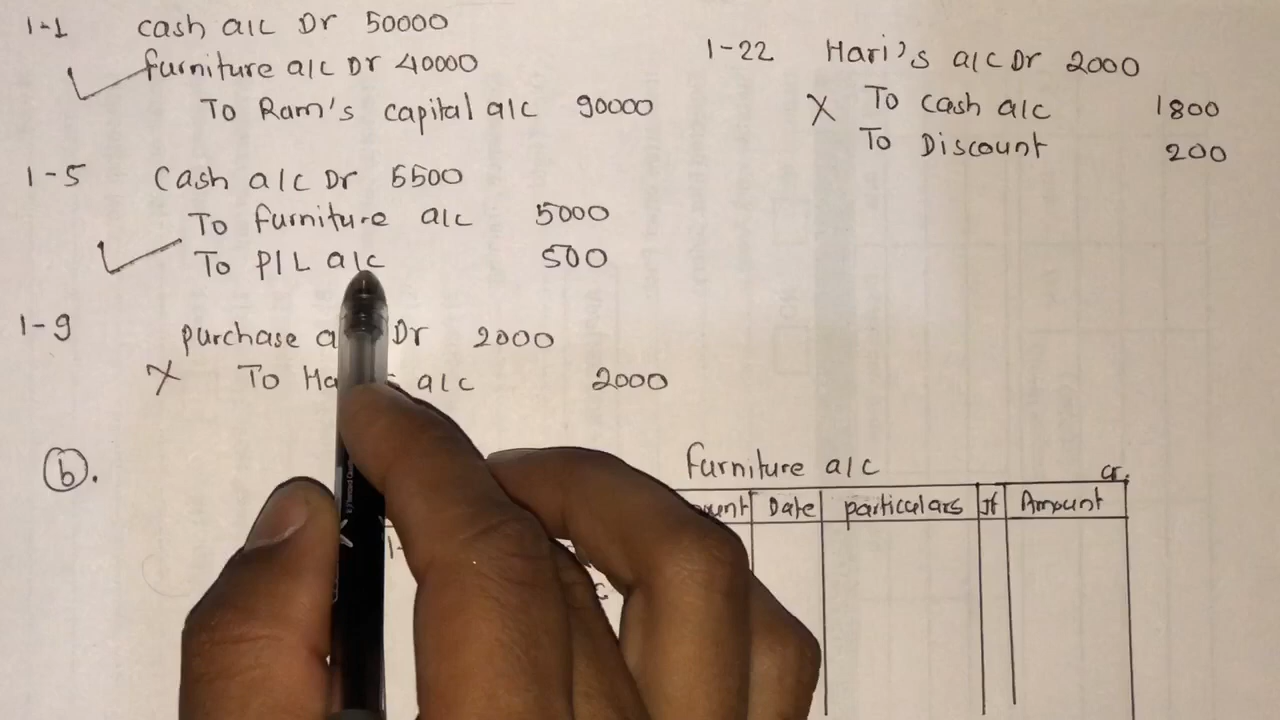 1-1 cash a/c Dr 50000
furniture a/c Dr 40000
To Ram's capital a/c 90000
1-5 Cash a/c Dr 5500
To furniture a/c 5000
To P/L a/c 500
1-9 purchase Dr 2000
X To a/c 2000
1-22 Hari's a/c Dr 2000
X To cash a/c 1800
To Discount 200
(b).
furniture a/c
cr.
Date particulars Jf Amount